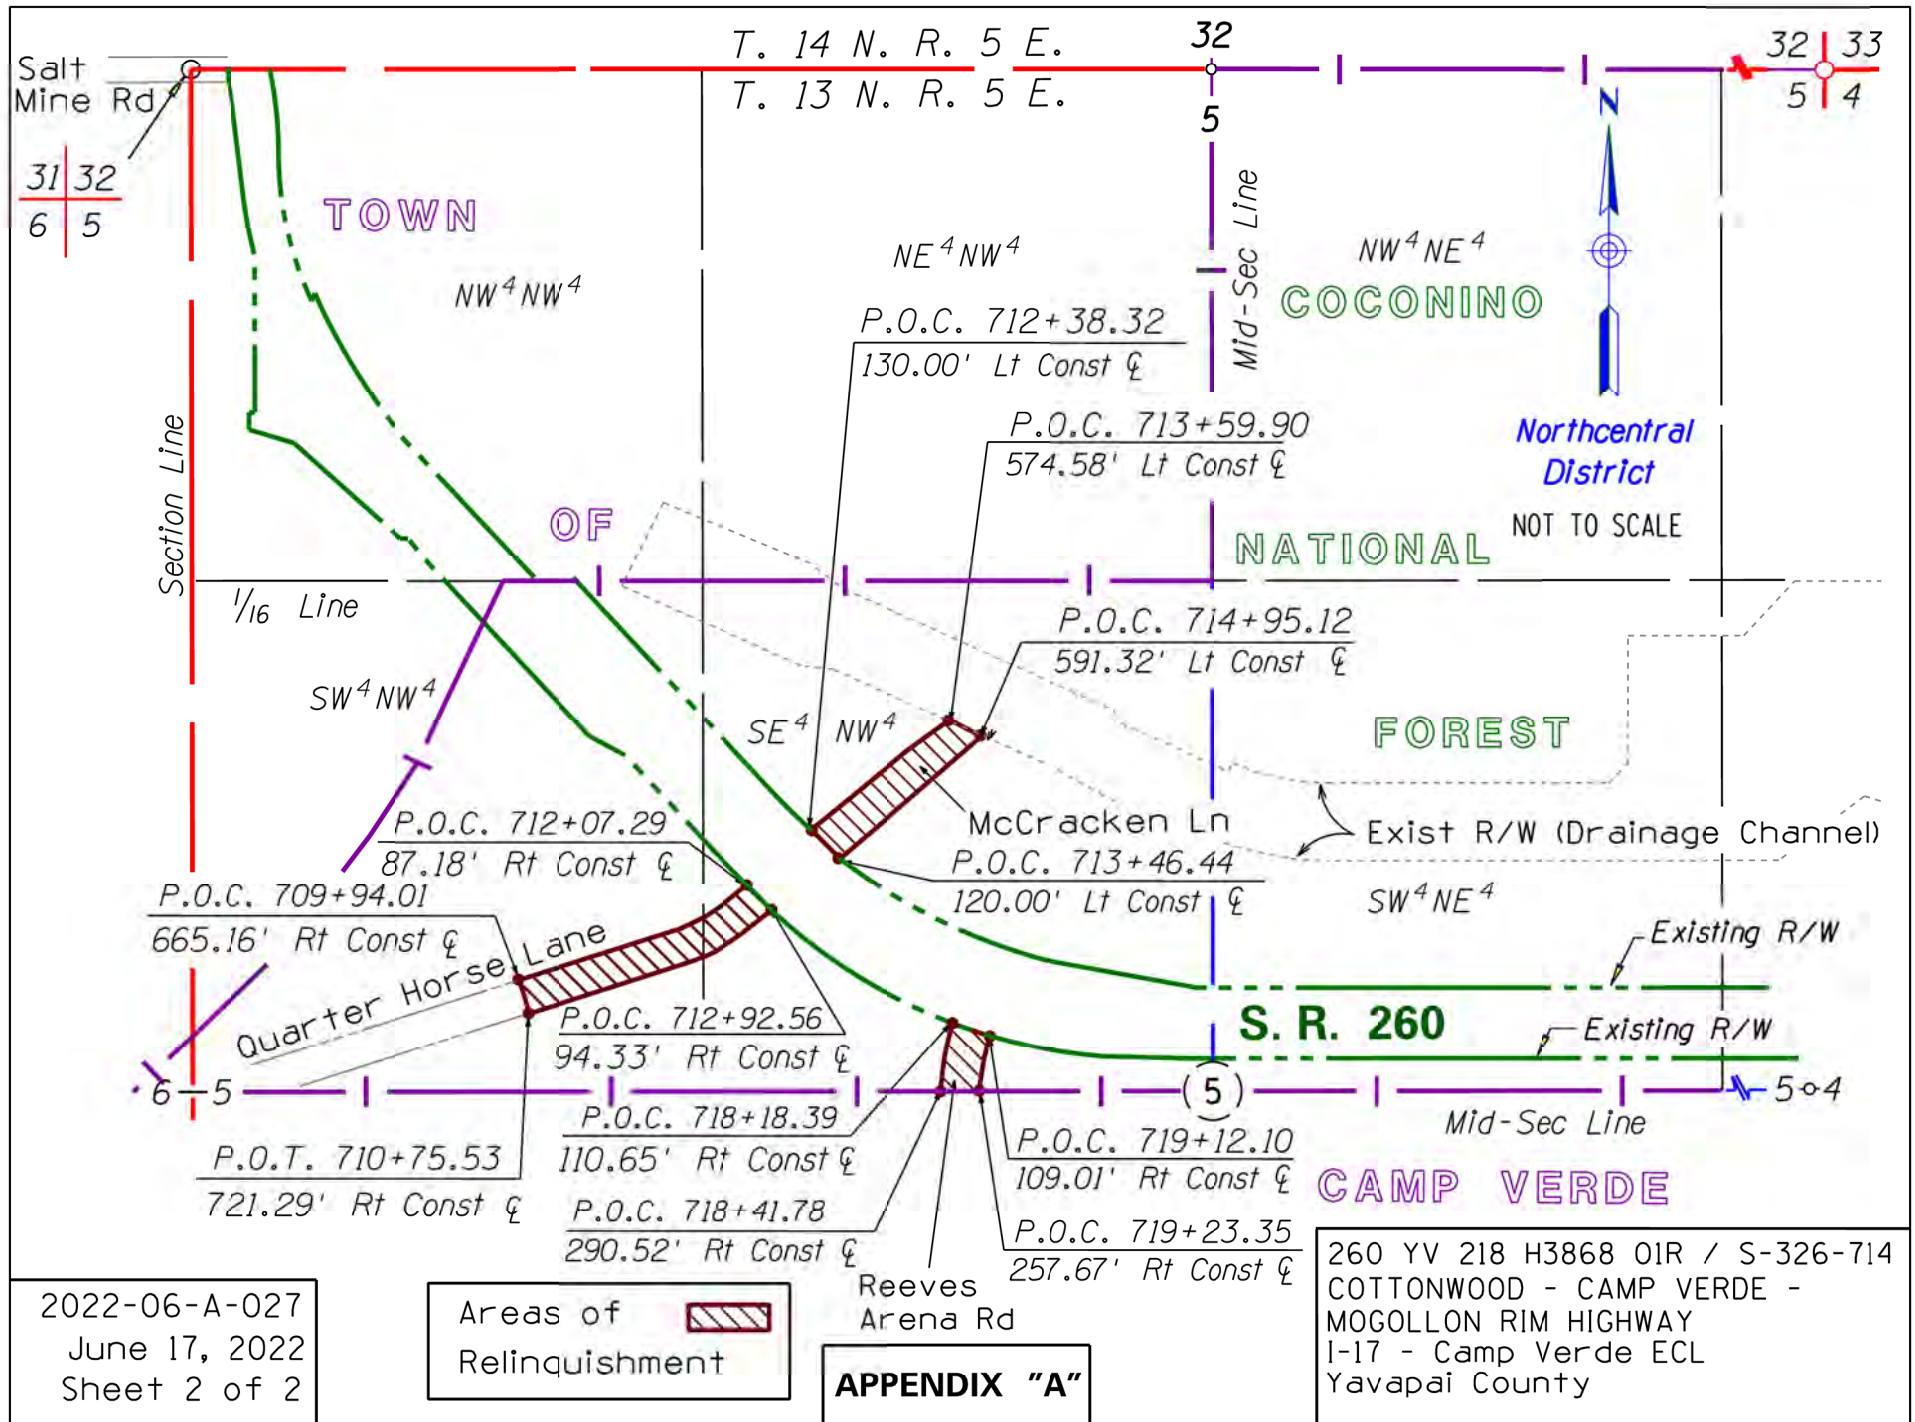 T. 14 N. R. 5 E.
T. 13 N. R. 5 E.
32
5
32 33
5 4
Salt
Mine Rd
31 32
6 5
TOWN
NW 4 NW 4
NE 4 NW 4
NW 4 NE 4
COCONINO
N
Mid-Sec Line
P.O.C. 712+38.32
130.00' Lt Const ℄
P.O.C. 713+59.90
574.58' Lt Const ℄
Northcentral
District
NOT TO SCALE
Section Line
OF
NATIONAL
1/16 Line
P.O.C. 714+95.12
591.32' Lt Const ℄
SW 4 NW 4
SE 4 NW 4
FOREST
McCracken Ln
Exist R/W (Drainage Channel)
P.O.C. 712+07.29
87.18' Rt Const ℄
P.O.C. 713+46.44
120.00' Lt Const ℄
SW 4 NE 4
P.O.C. 709+94.01
665.16' Rt Const ℄
Existing R/W
Quarter Horse Lane
P.O.C. 712+92.56
94.33' Rt Const ℄
S. R. 260
Existing R/W
6 5
(5)
5 4
Mid-Sec Line
P.O.C. 718+18.39
110.65' Rt Const ℄
P.O.C. 719+12.10
109.01' Rt Const ℄
P.O.T. 710+75.53
721.29' Rt Const ℄
CAMP VERDE
P.O.C. 718+41.78
290.52' Rt Const ℄
P.O.C. 719+23.35
257.67' Rt Const ℄
Reeves
Arena Rd
2022-06-A-027
June 17, 2022
Sheet 2 of 2
Areas of
Relinquishment
APPENDIX "A"
260 YV 218 H3868 01R / S-326-714
COTTONWOOD - CAMP VERDE -
MOGOLLON RIM HIGHWAY
I-17 - Camp Verde ECL
Yavapai County